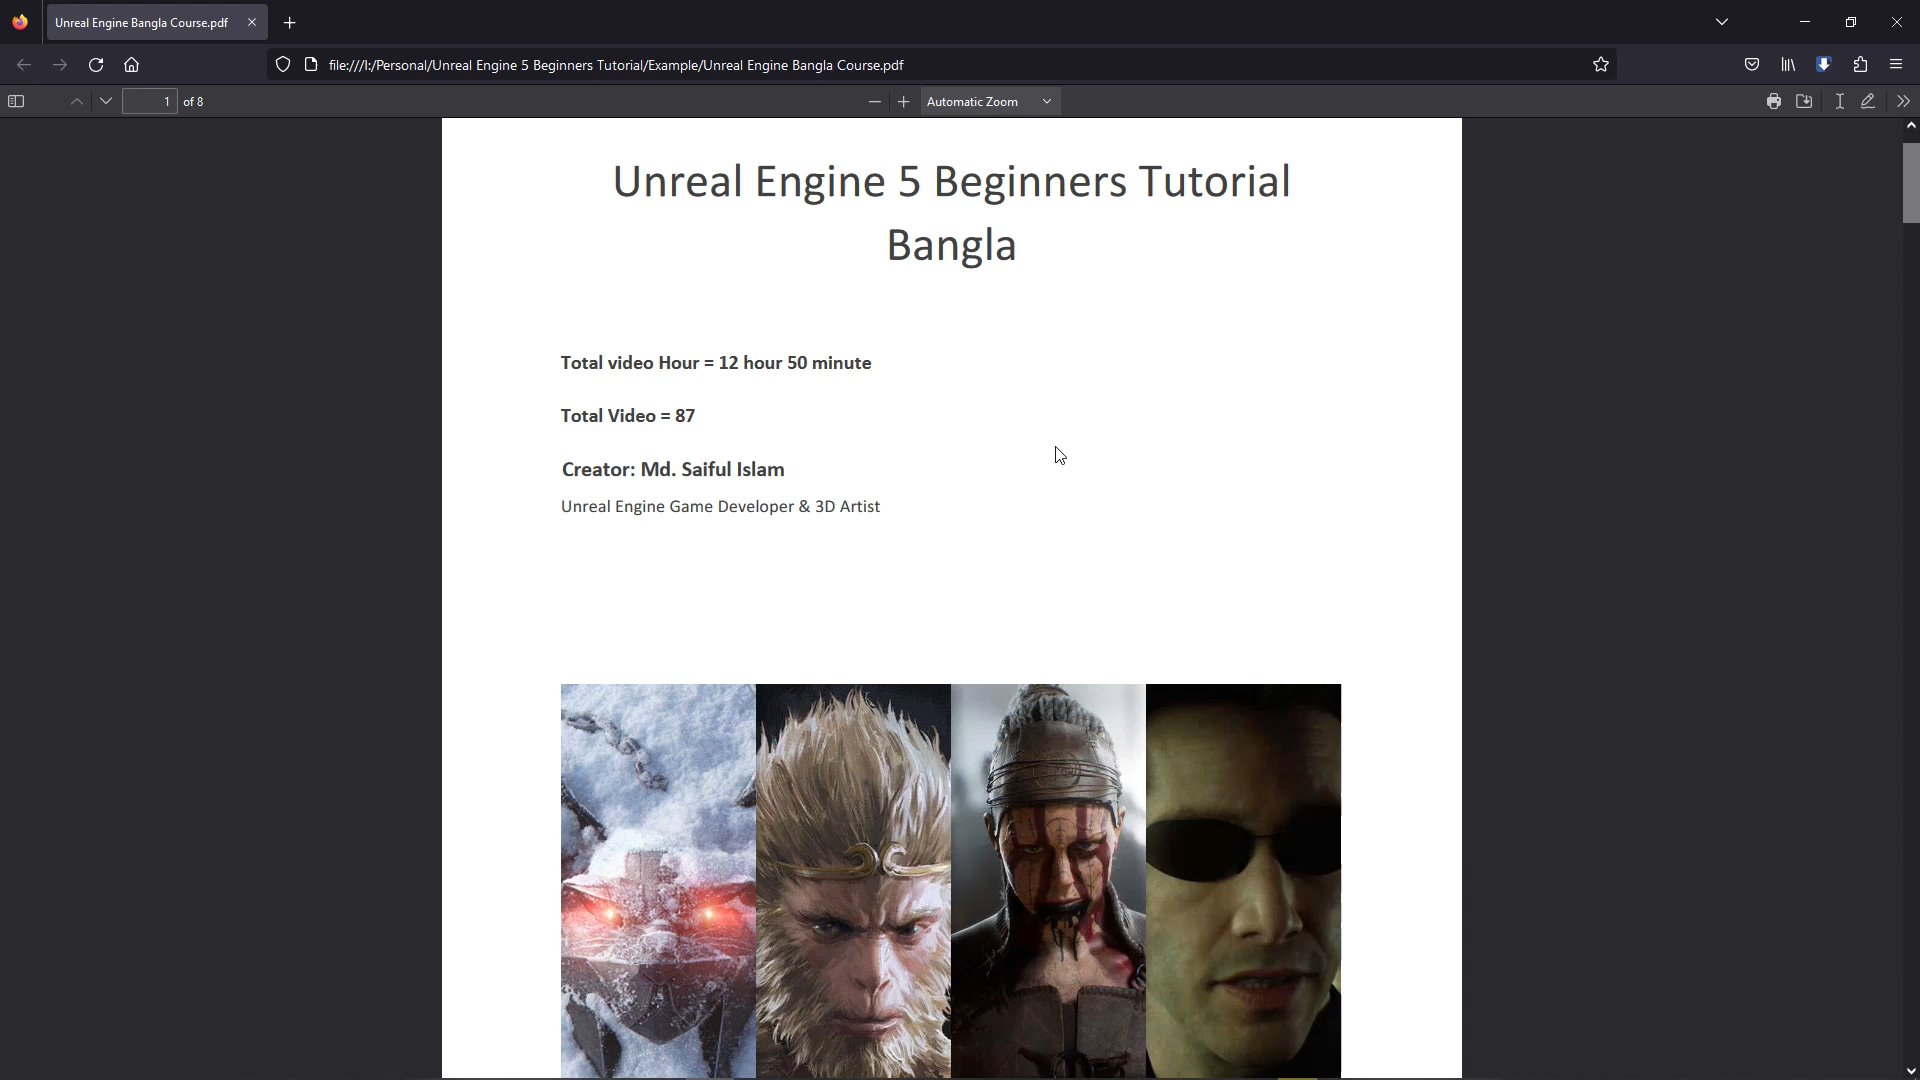 Unreal Engine Bangla Course.pdf
file:///I:/Personal/Unreal Engine 5 Beginners Tutorial/Example/Unreal Engine Bangla Course.pdf
1 of 8
Automatic Zoom
Unreal Engine 5 Beginners Tutorial
Bangla
Total video Hour = 12 hour 50 minute
Total Video = 87
Creator: Md. Saiful Islam
Unreal Engine Game Developer & 3D Artist